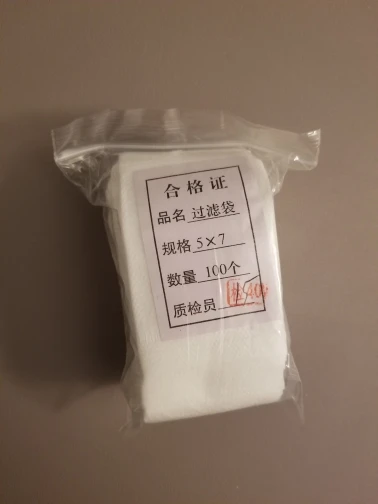 合格证
品名 过滤袋
规格 5×7
数量 100个
质检员